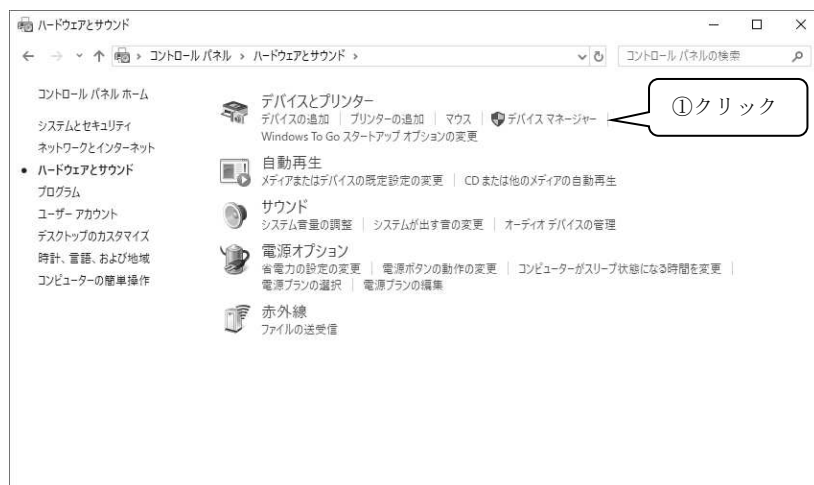 ハードウェアとサウンド
コントロール パネル > ハードウェアとサウンド >
コントロール パネルの検索
コントロール パネル ホーム
システムとセキュリティ
ネットワークとインターネット
ハードウェアとサウンド
プログラム
ユーザー アカウント
デスクトップのカスタマイズ
時計、言語、および地域
コンピューターの簡単操作
デバイスとプリンター
デバイスの追加 | プリンターの追加 | マウス | デバイス マネージャー |
Windows To Go スタートアップ オプションの変更
①クリック
自動再生
メディアまたはデバイスの既定設定の変更 | CD または他のメディアの自動再生
サウンド
システム音量の調整 | システムが出す音の変更 | オーディオ デバイスの管理
電源オプション
省電力の設定の変更 | 電源ボタンの動作の変更 | コンピューターがスリープ状態になる時間を変更 |
電源プランの選択 | 電源プランの編集
赤外線
ファイルの送受信